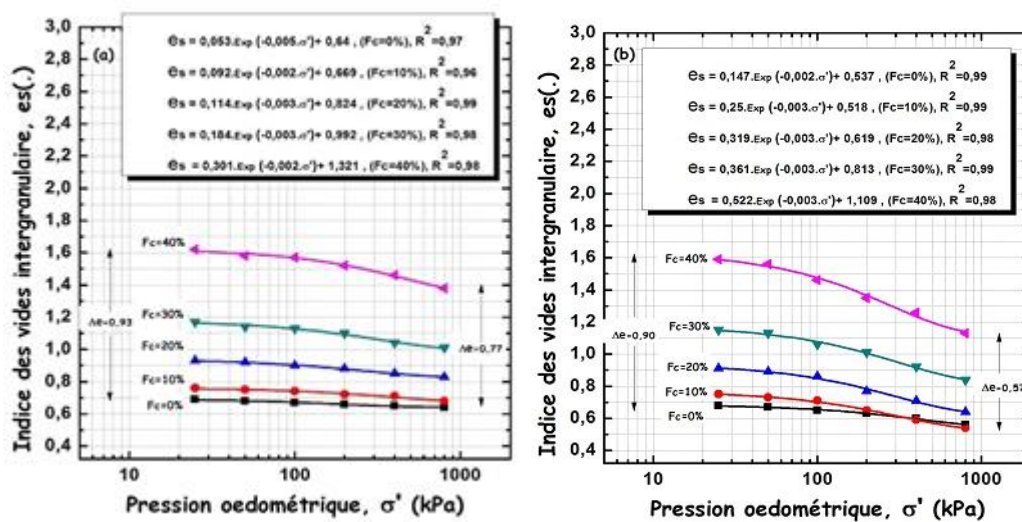 Indice des vides intergranulaire, es(.)
3,0
2,8
2,6
2,4
2,2
2,0
1,8
1,6
1,4
1,2
1,0
0,8
0,6
0,4
(a)
es = 0,053.Exp (-0,005.σ')+ 0,64 , (Fc=0%), R²=0,97
es = 0,092.Exp (-0,002.σ')+ 0,669 , (Fc=10%), R²=0,96
es = 0,114.Exp (-0,003.σ')+ 0,824 , (Fc=20%), R²=0,99
es = 0,184.Exp (-0,003.σ')+ 0,992 , (Fc=30%), R²=0,98
es = 0,301.Exp (-0,002.σ')+ 1,321 , (Fc=40%), R²=0,98
Fc=40%
Fc=30%
Fc=20%
Fc=10%
Fc=0%
Δe=0,93
Δe=0,77
10 100 1000
Pression oedométrique, σ' (kPa)
Indice des vides intergranulaire, es(.)
3,0
2,8
2,6
2,4
2,2
2,0
1,8
1,6
1,4
1,2
1,0
0,8
0,6
0,4
(b)
es = 0,147.Exp (-0,002.σ')+ 0,537 , (Fc=0%), R²=0,99
es = 0,25.Exp (-0,003.σ')+ 0,518 , (Fc=10%), R²=0,99
es = 0,319.Exp (-0,003.σ')+ 0,619 , (Fc=20%), R²=0,98
es = 0,361.Exp (-0,003.σ')+ 0,813 , (Fc=30%), R²=0,99
es = 0,522.Exp (-0,003.σ')+ 1,109 , (Fc=40%), R²=0,98
Fc=40%
Fc=30%
Fc=20%
Fc=10%
Fc=0%
Δe=0,90
Δe=0,57
10 100 1000
Pression oedométrique, σ' (kPa)